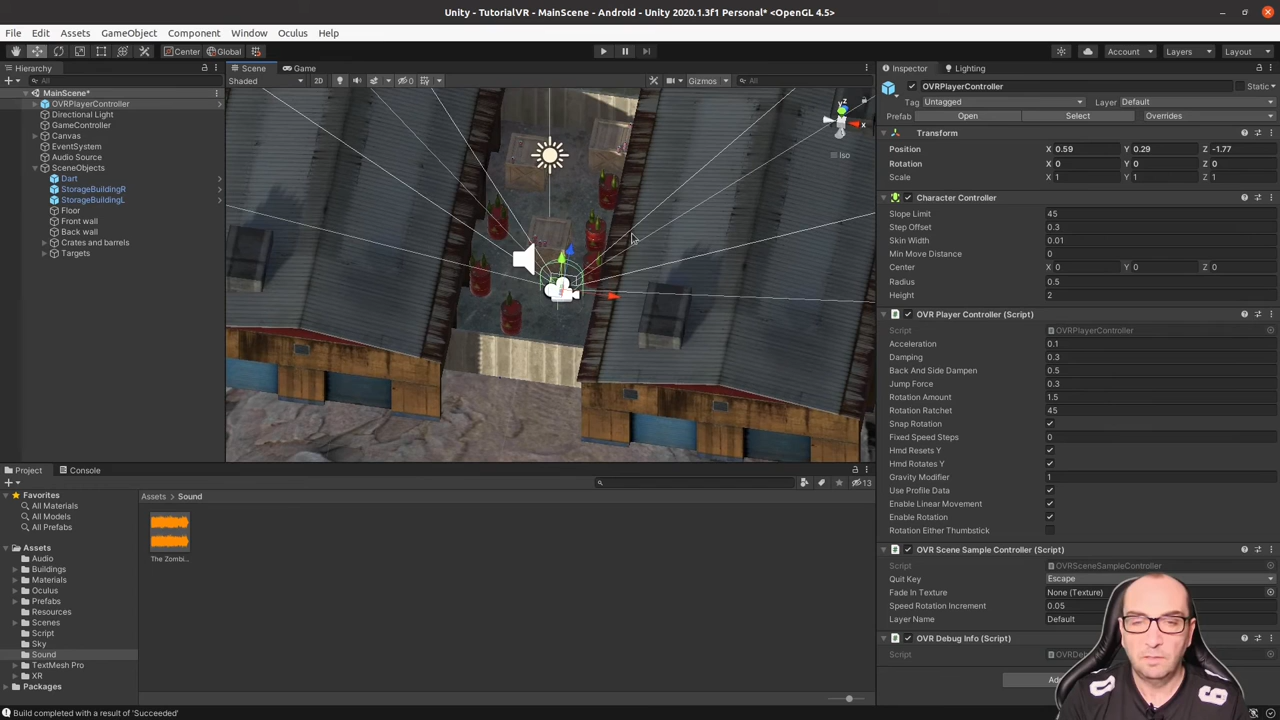 Unity - TutorialVR - MainScene - Android - Unity 2020.1.3f1 Personal* <OpenGL 4.5>
File Edit Assets GameObject Component Window Oculus Help
Center Global Account Layers Layout
Hierarchy
All
MainScene*
OVRPlayerController
Directional Light
GameController
Canvas
EventSystem
Audio Source
SceneObjects
Dart
StorageBuildingR
StorageBuildingL
Floor
Front wall
Back wall
Crates and barrels
Targets
Scene Game
Shaded 2D 0 Gizmos All
y z
x
Iso
Inspector Lighting
OVRPlayerController Static
Tag Untagged Layer Default
Prefab Open Select Overrides
Transform
Position X 0.59 Y 0.29 Z -1.77
Rotation X 0 Y 0 Z 0
Scale X 1 Y 1 Z 1
Character Controller
Slope Limit 45
Step Offset 0.3
Skin Width 0.01
Min Move Distance 0
Center X 0 Y 0 Z 0
Radius 0.5
Height 2
OVR Player Controller (Script)
Script OVRPlayerController
Acceleration 0.1
Damping 0.3
Back And Side Dampen 0.5
Jump Force 0.3
Rotation Amount 1.5
Rotation Ratchet 45
Snap Rotation
Fixed Speed Steps 0
Hmd Resets Y
Hmd Rotates Y
Gravity Modifier 1
Use Profile Data
Enable Linear Movement
Enable Rotation
Rotation Either Thumbstick
OVR Scene Sample Controller (Script)
Script OVRSceneSampleController
Quit Key Escape
Fade In Texture None (Texture)
Speed Rotation Increment 0.05
Layer Name Default
OVR Debug Info (Script)
Script
Project Console
13
Favorites
All Materials
All Models
All Prefabs
Assets
Audio
Buildings
Materials
Oculus
Prefabs
Resources
Scenes
Script
Sky
Sound
TextMesh Pro
XR
Packages
Assets > Sound
The Zombi...
Build completed with a result of 'Succeeded'